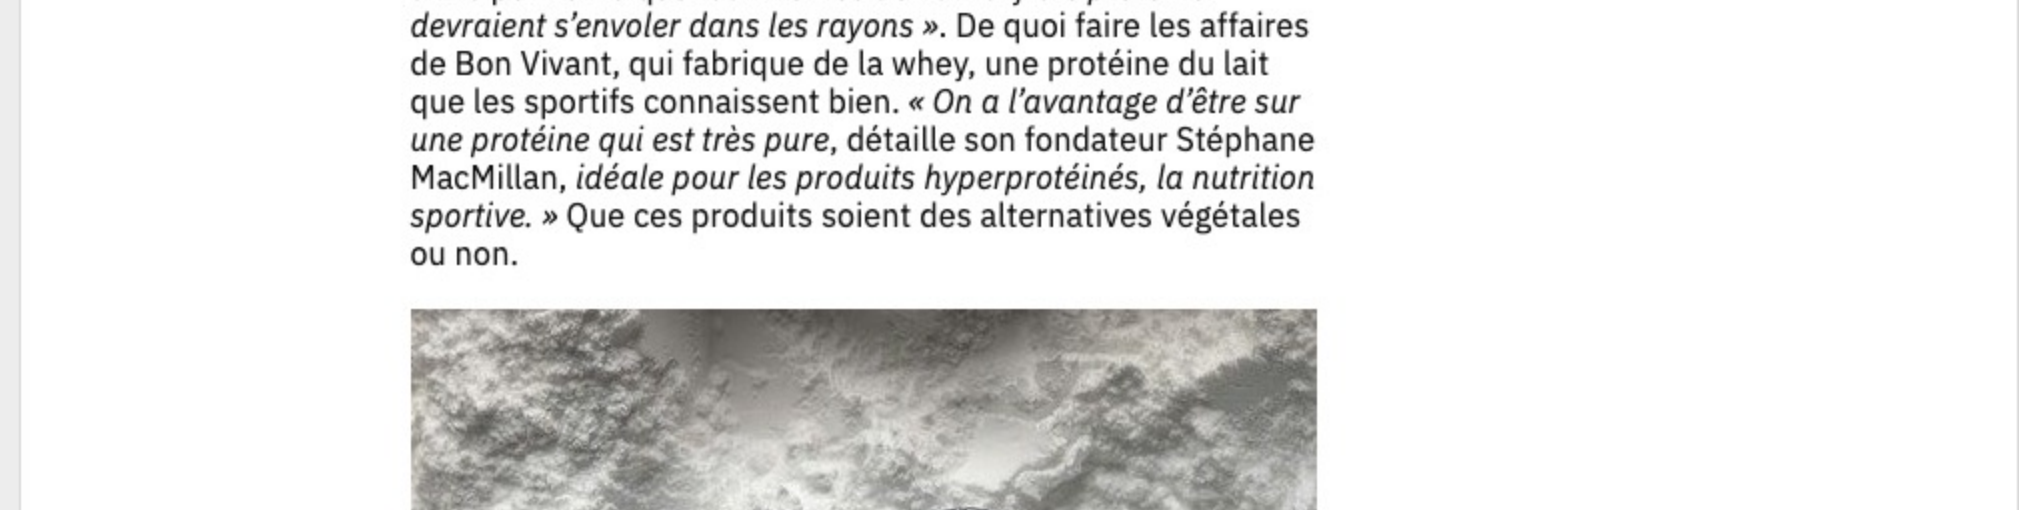 devraient s’envoler dans les rayons ». De quoi faire les affaires
de Bon Vivant, qui fabrique de la whey, une protéine du lait
que les sportifs connaissent bien. « On a l’avantage d’être sur
une protéine qui est très pure, détaille son fondateur Stéphane
MacMillan, idéale pour les produits hyperprotéinés, la nutrition
sportive. » Que ces produits soient des alternatives végétales
ou non.